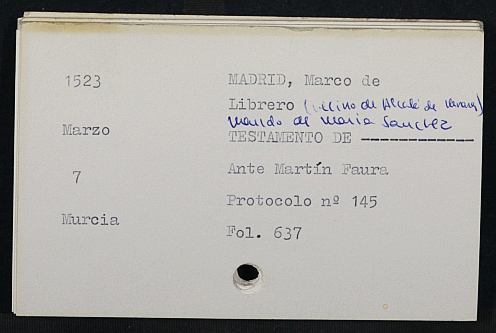 1523 MADRID, Marco de
Librero (vecino de Alcalá de Henares)
marido de Maria Sanchez
Marzo TESTAMENTO DE ------------
7 Ante Martín Faura
Protocolo nº 145
Murcia Fol. 637